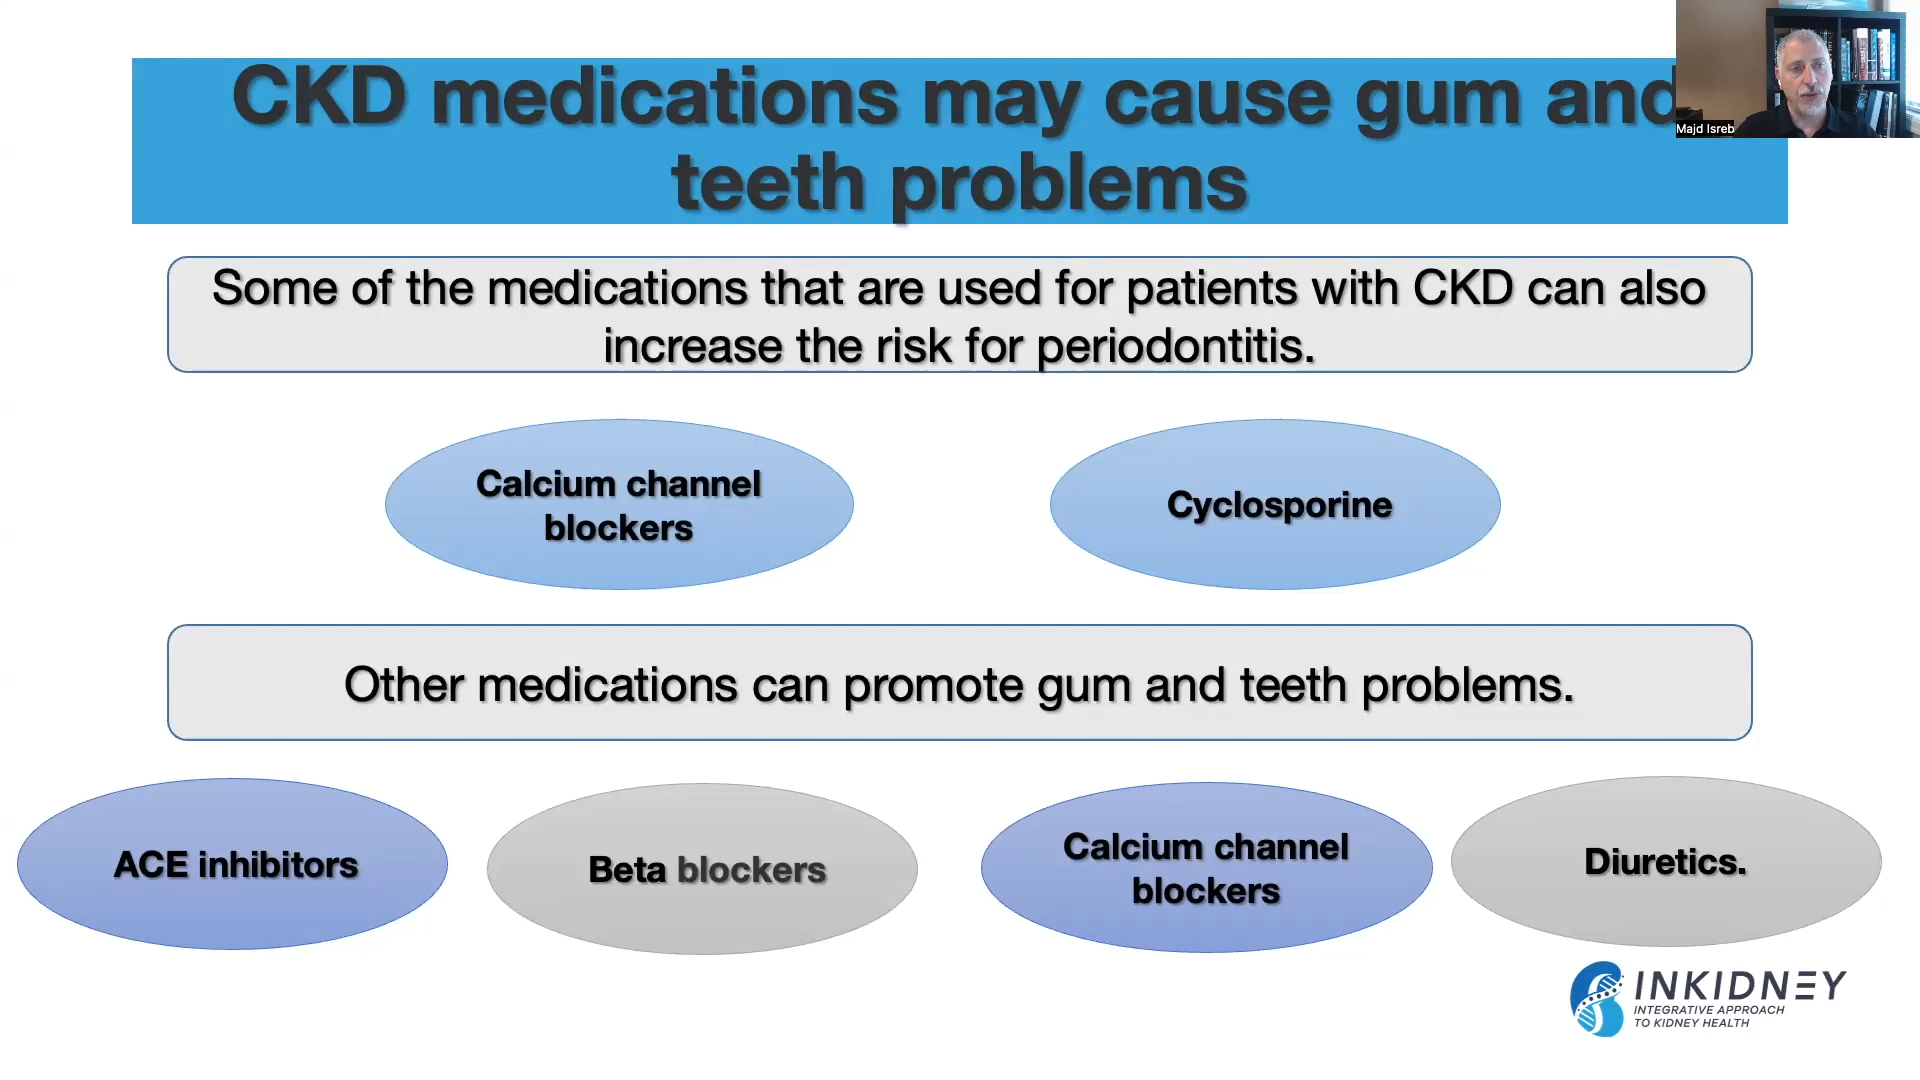 CKD medications may cause gum and
teeth problems
Majd Isreb
Some of the medications that are used for patients with CKD can also
increase the risk for periodontitis.
Calcium channel
blockers
Cyclosporine
Other medications can promote gum and teeth problems.
ACE inhibitors
Beta blockers
Calcium channel
blockers
Diuretics.
INKIDNEY
INTEGRATIVE APPROACH
TO KIDNEY HEALTH